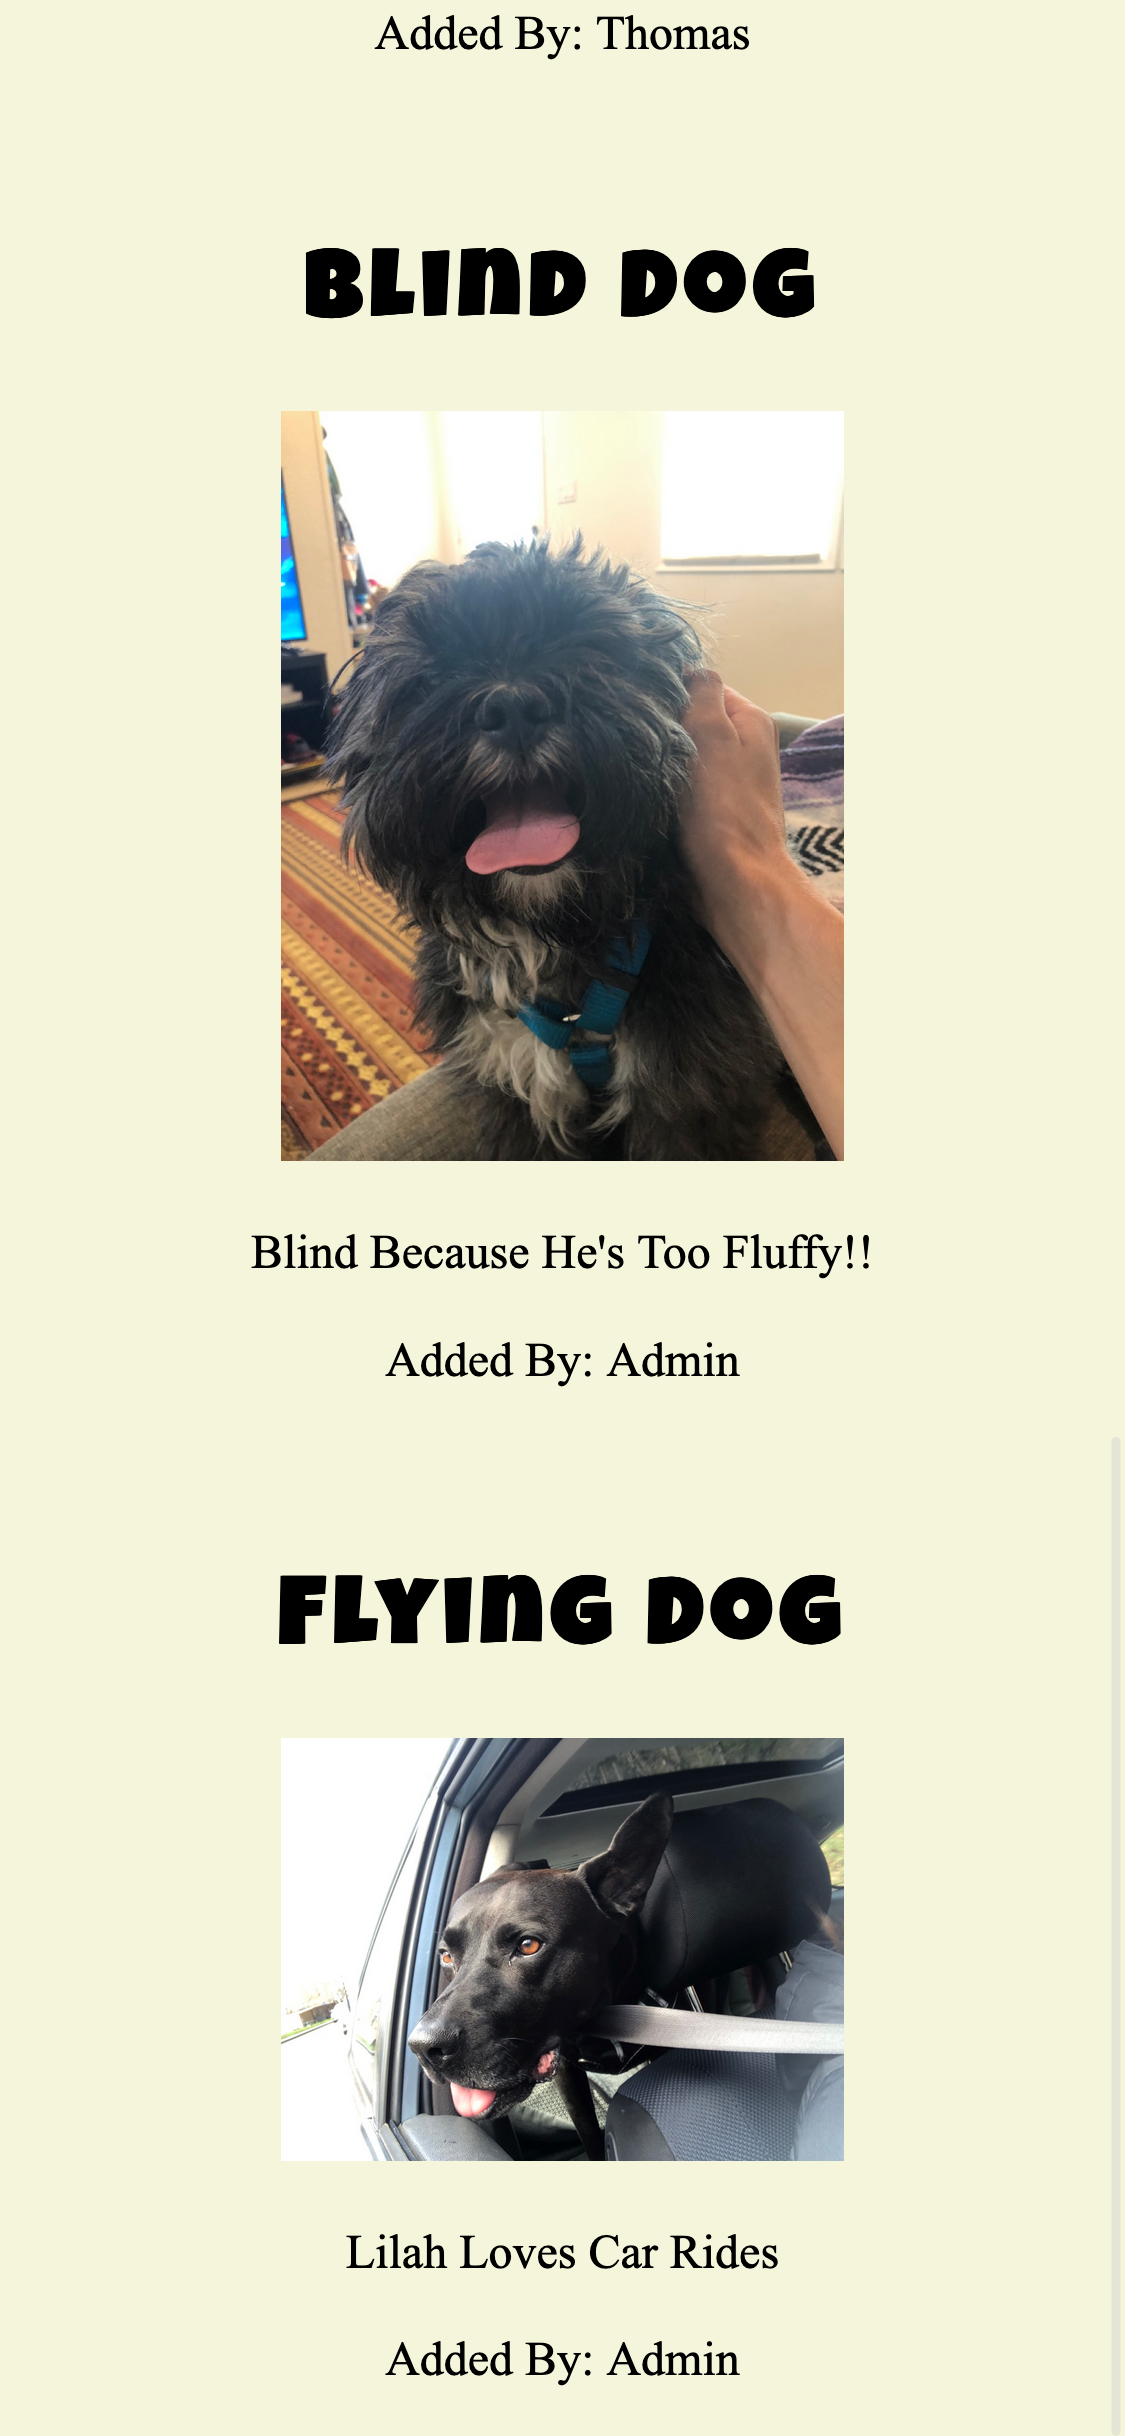 Added By: Thomas
BLIND DOG
Blind Because He's Too Fluffy!!
Added By: Admin
FLYING DOG
Lilah Loves Car Rides
Added By: Admin